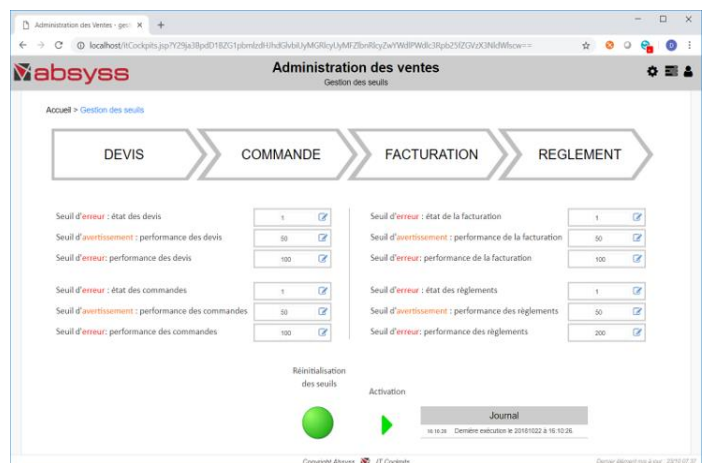 Administration des Ventes - gesti
localhost/itCockpits.jsp
absyss
Administration des ventes
Gestion des seuils
Accueil > Gestion des seuils
DEVIS
COMMANDE
FACTURATION
REGLEMENT
Seuil d'erreur : état des devis 1
Seuil d'avertissement : performance des devis 50
Seuil d'erreur: performance des devis 100
Seuil d'erreur : état de la facturation 1
Seuil d'avertissement : performance de la facturation 50
Seuil d'erreur: performance de la facturation 100
Seuil d'erreur : état des commandes 1
Seuil d'avertissement : performance des commandes 50
Seuil d'erreur: performance des commandes 100
Seuil d'erreur : état des règlements 1
Seuil d'avertissement : performance des règlements 50
Seuil d'erreur: performance des règlements 200
Réinitialisation
des seuils
Activation
Journal
16:10:26 Dernière exécution le 20181022 à 16:10:26
Copyright Absyss IT Cockpits